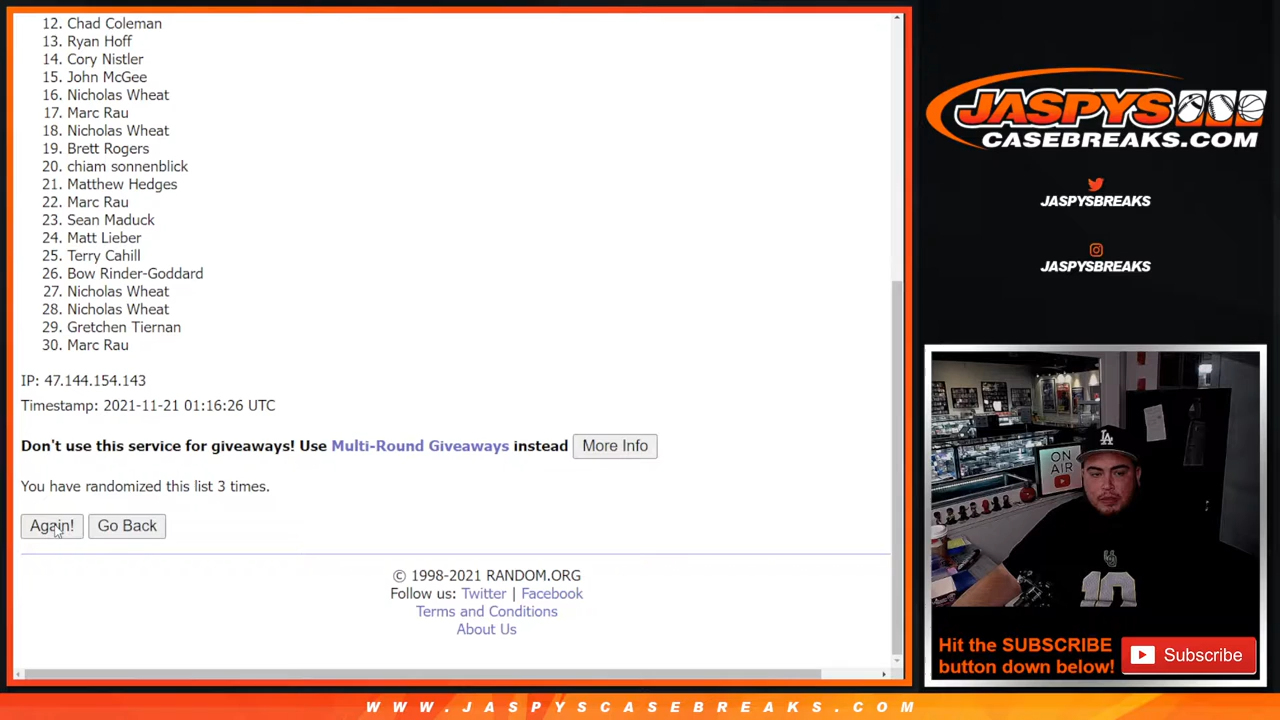 12. Chad Coleman
13. Ryan Hoff
14. Cory Nistler
15. John McGee
16. Nicholas Wheat
17. Marc Rau
18. Nicholas Wheat
19. Brett Rogers
20. chiam sonnenblick
21. Matthew Hedges
22. Marc Rau
23. Sean Maduck
24. Matt Lieber
25. Terry Cahill
26. Bow Rinder-Goddard
27. Nicholas Wheat
28. Nicholas Wheat
29. Gretchen Tiernan
30. Marc Rau
IP: 47.144.154.143
Timestamp: 2021-11-21 01:16:26 UTC
Don't use this service for giveaways! Use Multi-Round Giveaways instead More Info
You have randomized this list 3 times.
Again! Go Back
© 1998-2021 RANDOM.ORG
Follow us: Twitter | Facebook
Terms and Conditions
About Us
JASPYS
CASEBREAKS.COM
JASPYSBREAKS
JASPYSBREAKS
ON
AIR
LA
10
Hit the SUBSCRIBE
button down below!
Subscribe
WWW.JASPYSCASEBREAKS.COM